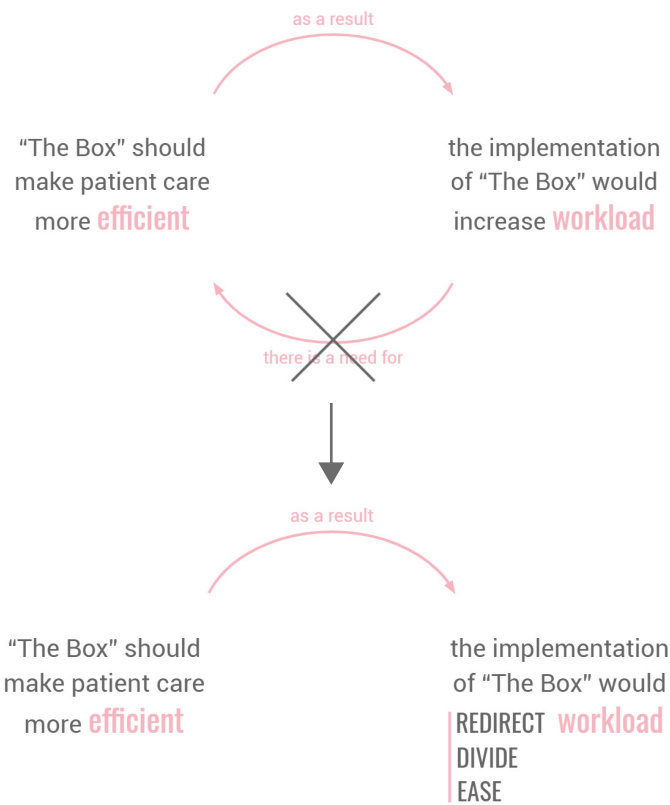 as a result
“The Box” should
make patient care
more efficient
the implementation
of “The Box” would
increase workload
there is a need for
as a result
“The Box” should
make patient care
more efficient
the implementation
of “The Box” would
REDIRECT workload
DIVIDE
EASE